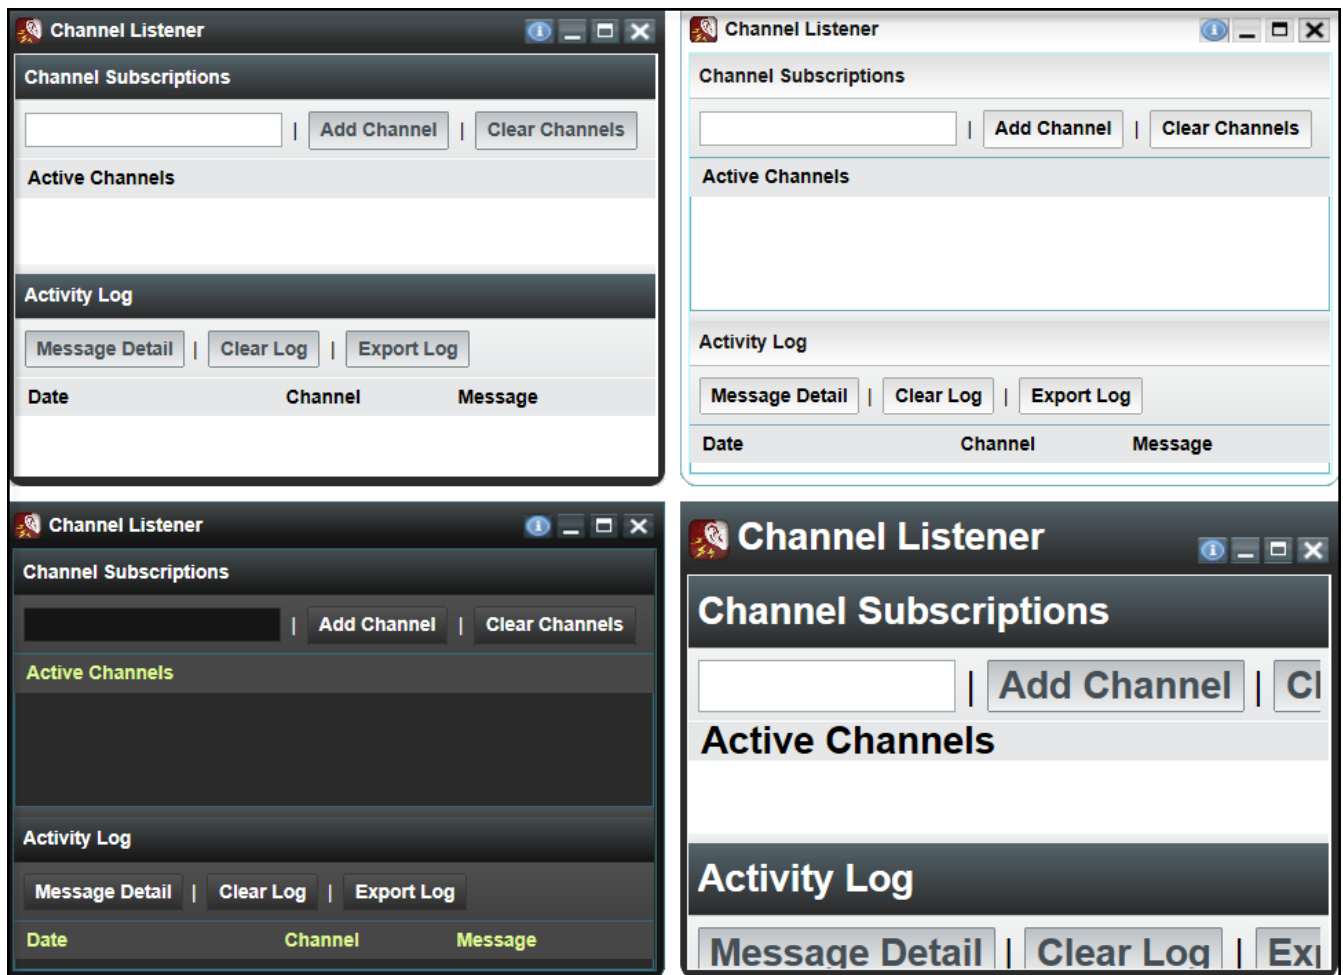 Channel Listener
Channel Subscriptions
| Add Channel | Clear Channels
Active Channels
Activity Log
Message Detail | Clear Log | Export Log
Date Channel Message
Channel Listener
Channel Subscriptions
| Add Channel | Clear Channels
Active Channels
Activity Log
Message Detail | Clear Log | Export Log
Date Channel Message
Channel Listener
Channel Subscriptions
| Add Channel | Clear Channels
Active Channels
Activity Log
Message Detail | Clear Log | Export Log
Date Channel Message
Channel Listener
Channel Subscriptions
| Add Channel | Cl
Active Channels
Activity Log
Message Detail | Clear Log | Ex